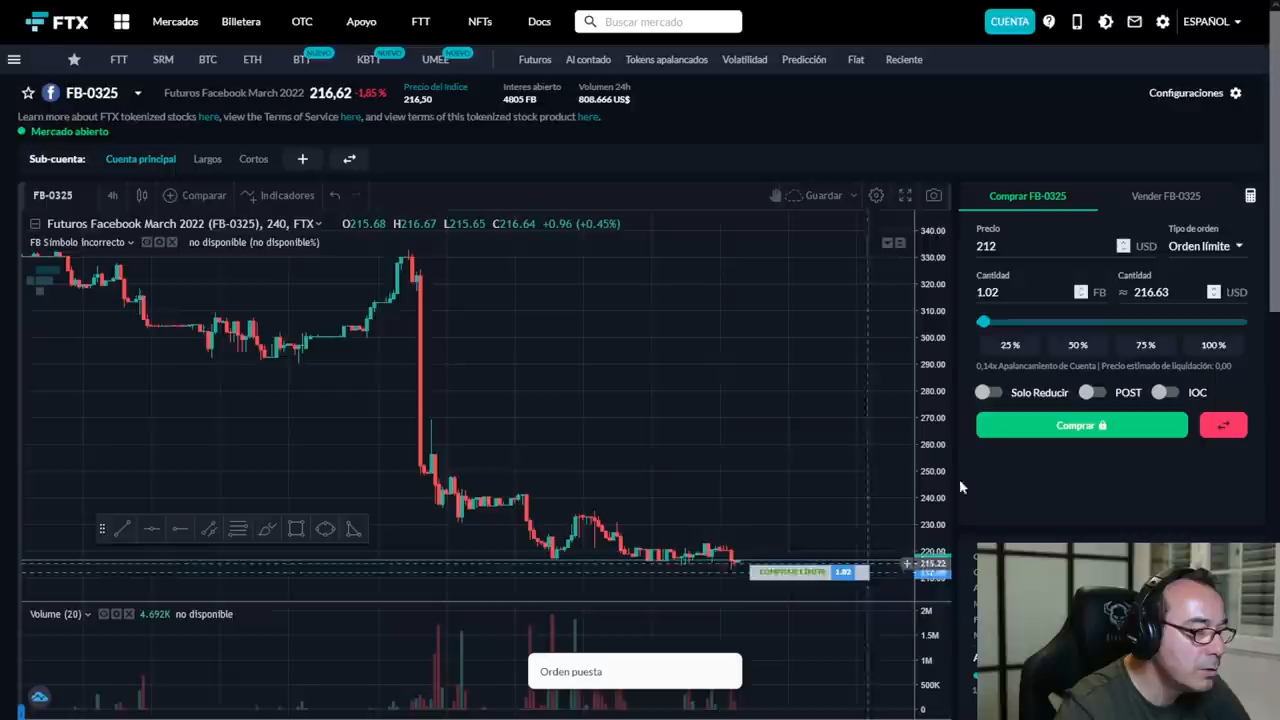 FTX Mercados Billetera OTC Apoyo FTT NFTs Docs Buscar mercado CUENTA ESPAÑOL
FTT SRM BTC ETH BTT NUEVO KBTT NUEVO UMEE NUEVO Futuros Al contado Tokens apalancados Volatilidad Predicción Fiat Reciente
FB-0325 Futuros Facebook March 2022 216,62 -1,85 % Precio del Indice 216,50 Interes abierto 4805 FB Volumen 24h 808.666 US$ Configuraciones
Learn more about FTX tokenized stocks here, view the Terms of Service here, and view terms of this tokenized stock product here.
Mercado abierto
Sub-cuenta: Cuenta principal Largos Cortos
FB-0325 4h Comparar Indicadores Guardar
Futuros Facebook March 2022 (FB-0325), 240, FTX O215.68 H216.67 L215.65 C216.64 +0.96 (+0.45%)
FB Símbolo Incorrecto no disponible (no disponible%)
340.00
330.00
320.00
310.00
300.00
290.00
280.00
270.00
260.00
250.00
240.00
230.00
220.00
215.22
COMPRAR LÍMITE 1.02
Volume (20) 4.692K no disponible
2M
1.5M
1M
500K
0
Orden puesta
Comprar FB-0325 Vender FB-0325
Precio Tipo de orden
212 USD Orden límite
Cantidad Cantidad
1.02 FB ≈ 216.63 USD
25 % 50 % 75 % 100 %
0,14x Apalancamiento de Cuenta | Precio estimado de liquidación: 0,00
Solo Reducir POST IOC
Comprar